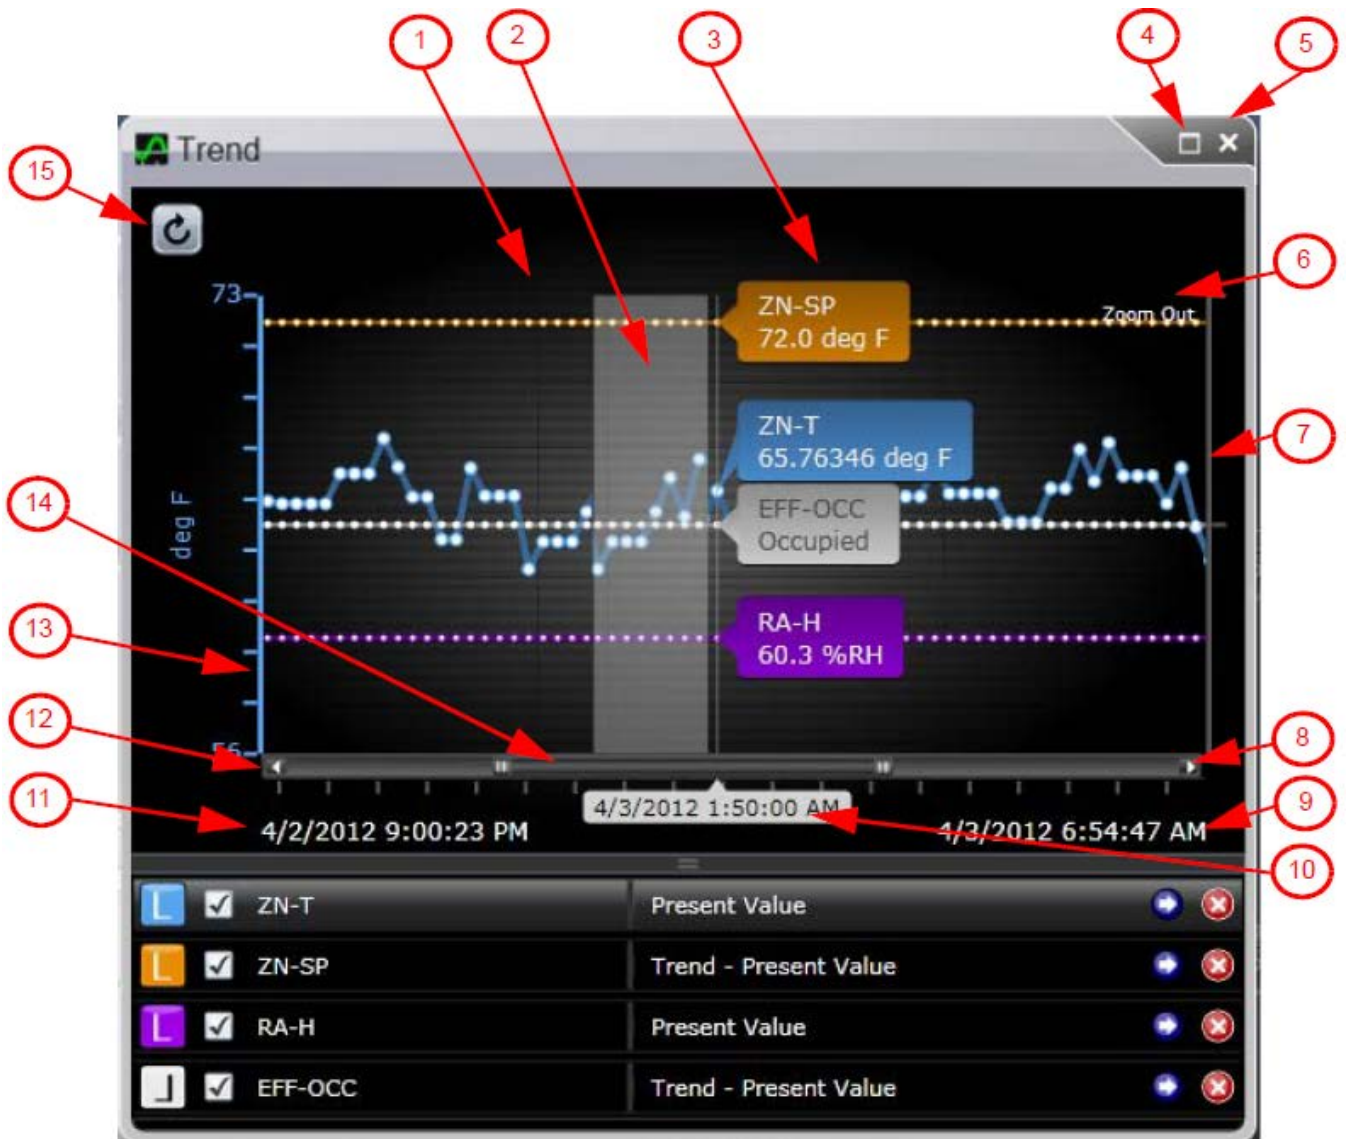 1
2
3
4
5
Trend
15
6
73
ZN-SP
72.0 deg F
Zoom Out
7
ZN-T
65.76346 deg F
14
deg F
EFF-OCC
Occupied
13
RA-H
60.3 %RH
12
56
8
11
4/2/2012 9:00:23 PM
4/3/2012 1:50:00 AM
4/3/2012 6:54:47 AM
9
10
L ZN-T Present Value
L ZN-SP Trend - Present Value
L RA-H Present Value
EFF-OCC Trend - Present Value